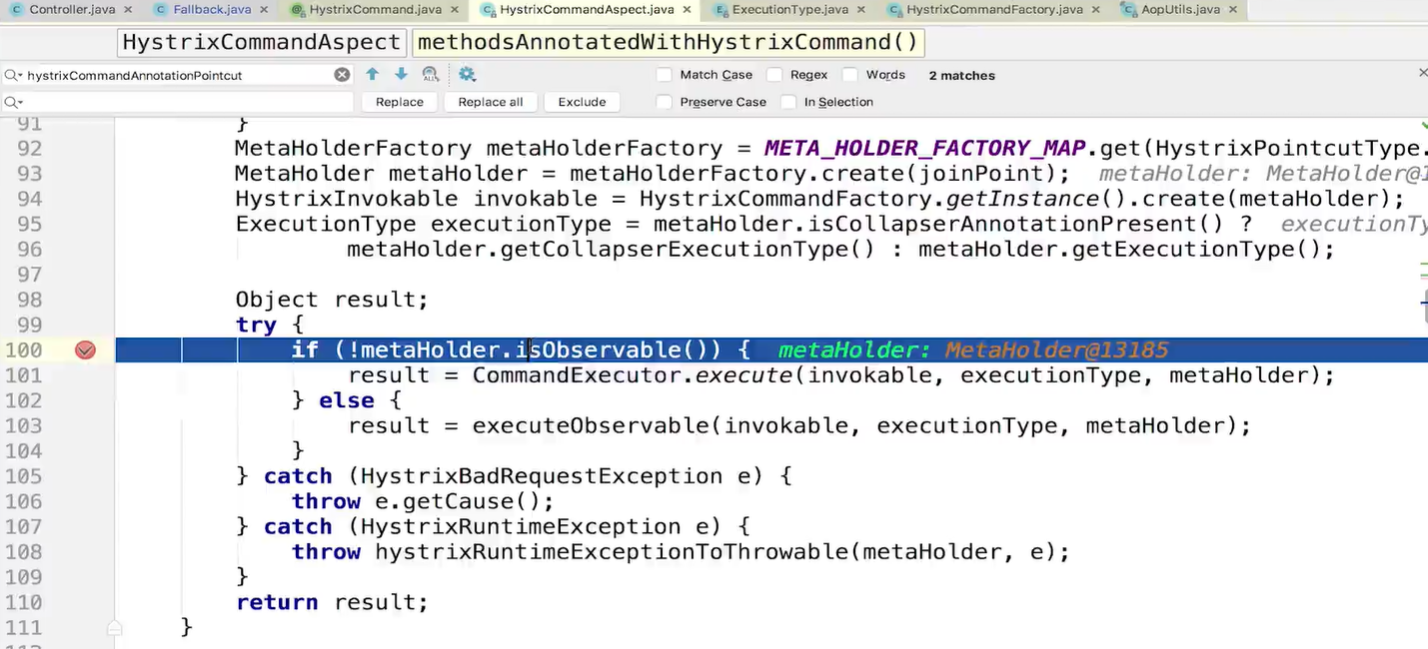 Controller.java × Fallback.java × HystrixCommand.java × HystrixCommandAspect.java × ExecutionType.java × HystrixCommandFactory.java × AopUtils.java ×
HystrixCommandAspect methodsAnnotatedWithHystrixCommand()
hystrixCommandAnnotationPointcut Match Case Regex Words 2 matches
Replace Replace all Exclude Preserve Case In Selection
91 }
92 MetaHolderFactory metaHolderFactory = META_HOLDER_FACTORY_MAP.get(HystrixPointcutType.
93 MetaHolder metaHolder = metaHolderFactory.create(joinPoint); metaHolder: MetaHolder@1
94 HystrixInvokable invokable = HystrixCommandFactory.getInstance().create(metaHolder);
95 ExecutionType executionType = metaHolder.isCollapserAnnotationPresent() ? executionTy
96 metaHolder.getCollapserExecutionType() : metaHolder.getExecutionType();
97
98 Object result;
99 try {
100 if (!metaHolder.isObservable()) { metaHolder: MetaHolder@13185
101 result = CommandExecutor.execute(invokable, executionType, metaHolder);
102 } else {
103 result = executeObservable(invokable, executionType, metaHolder);
104 }
105 } catch (HystrixBadRequestException e) {
106 throw e.getCause();
107 } catch (HystrixRuntimeException e) {
108 throw hystrixRuntimeExceptionToThrowable(metaHolder, e);
109 }
110 return result;
111 }